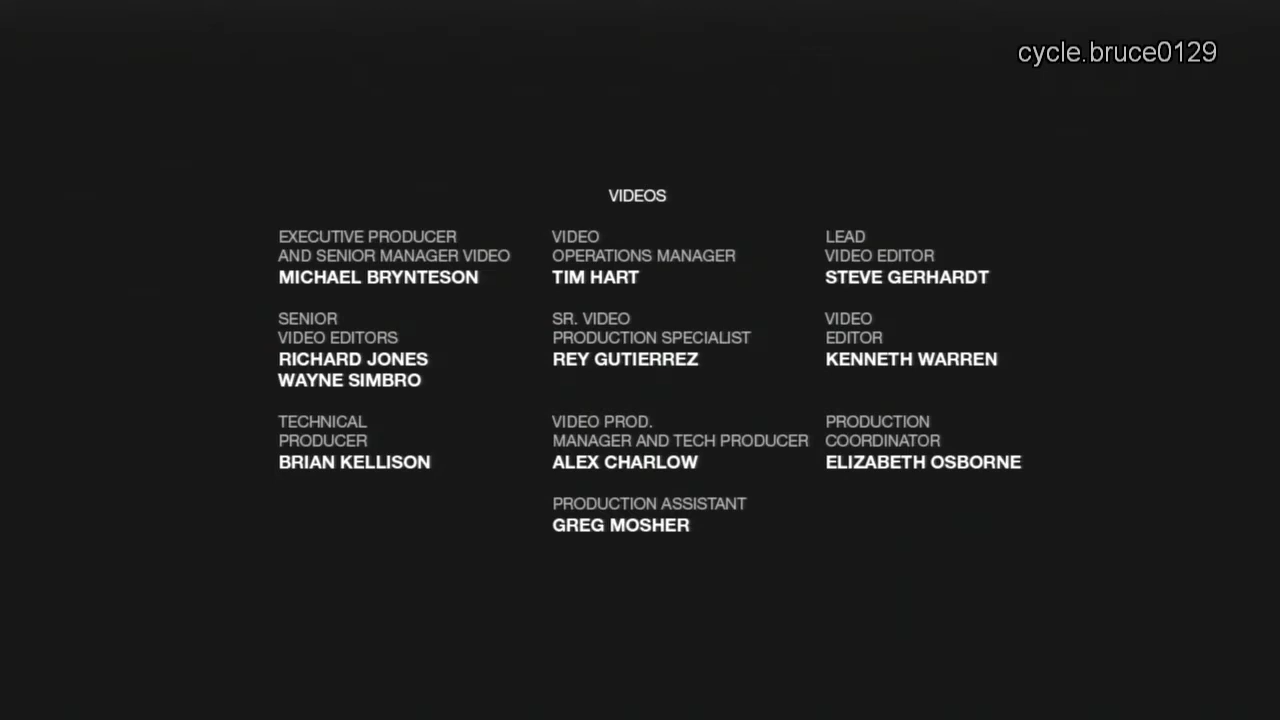 cycle.bruce0129
VIDEOS
EXECUTIVE PRODUCER
AND SENIOR MANAGER VIDEO
MICHAEL BRYNTESON
VIDEO
OPERATIONS MANAGER
TIM HART
LEAD
VIDEO EDITOR
STEVE GERHARDT
SENIOR
VIDEO EDITORS
RICHARD JONES
WAYNE SIMBRO
SR. VIDEO
PRODUCTION SPECIALIST
REY GUTIERREZ
VIDEO
EDITOR
KENNETH WARREN
TECHNICAL
PRODUCER
BRIAN KELLISON
VIDEO PROD.
MANAGER AND TECH PRODUCER
ALEX CHARLOW
PRODUCTION
COORDINATOR
ELIZABETH OSBORNE
PRODUCTION ASSISTANT
GREG MOSHER